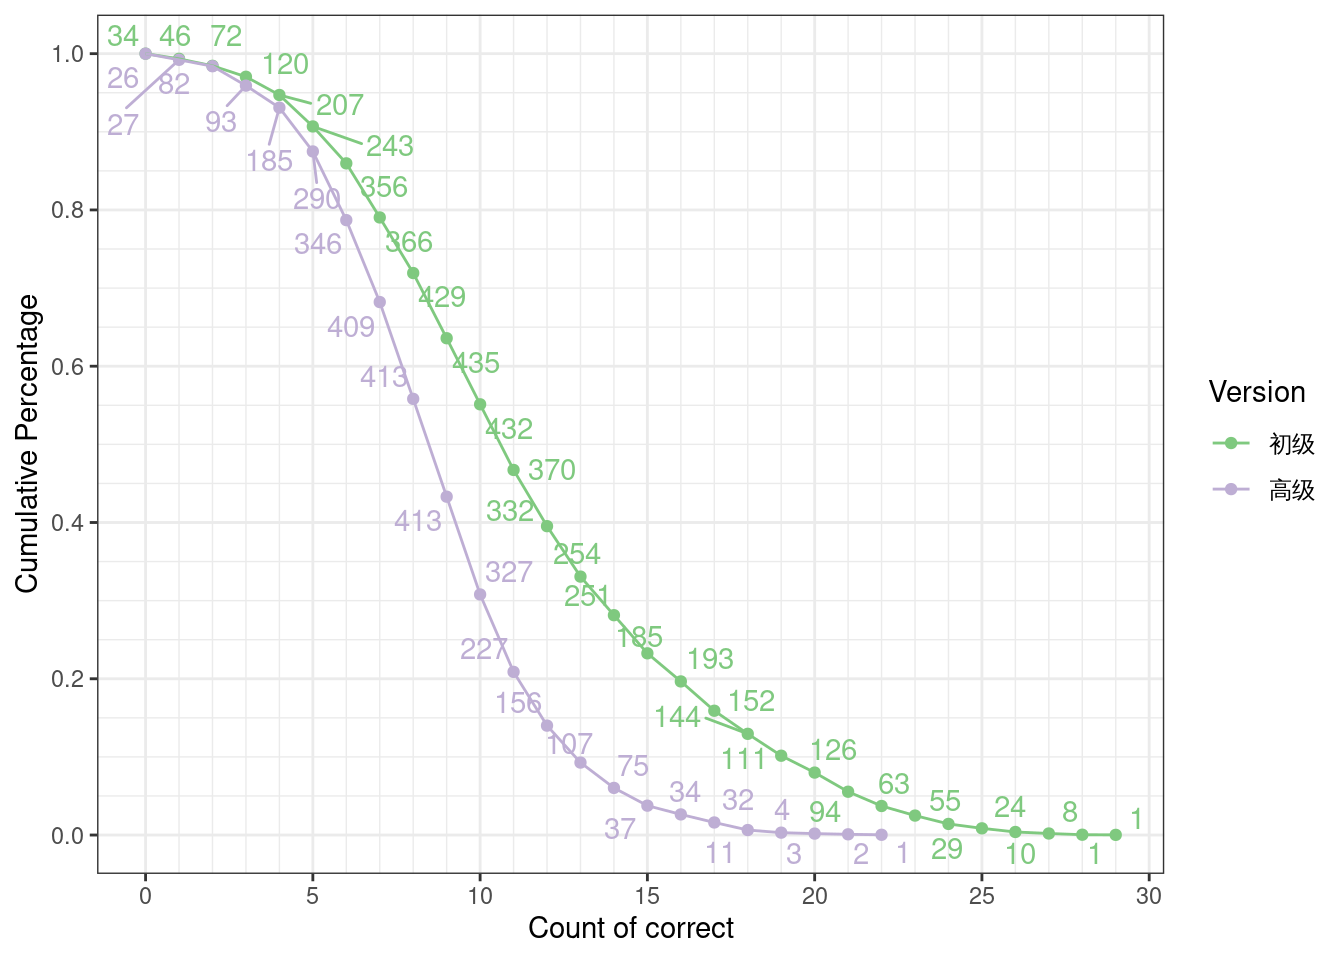 34 46 72
1.0 120
26 82
27 93 207
185 243
290 356
0.8
346 366
429
409
413 435
0.6
432
370
332
413
0.4
254
327 251
227 185
193
0.2
156 144 152
107 111 126
75 63
34 32 4 94 55 24 8 1
37
0.0
11 3 2 1 29 10 1
0 5 10 15 20 25 30
Count of correct
Cumulative Percentage
Version
初级
高级